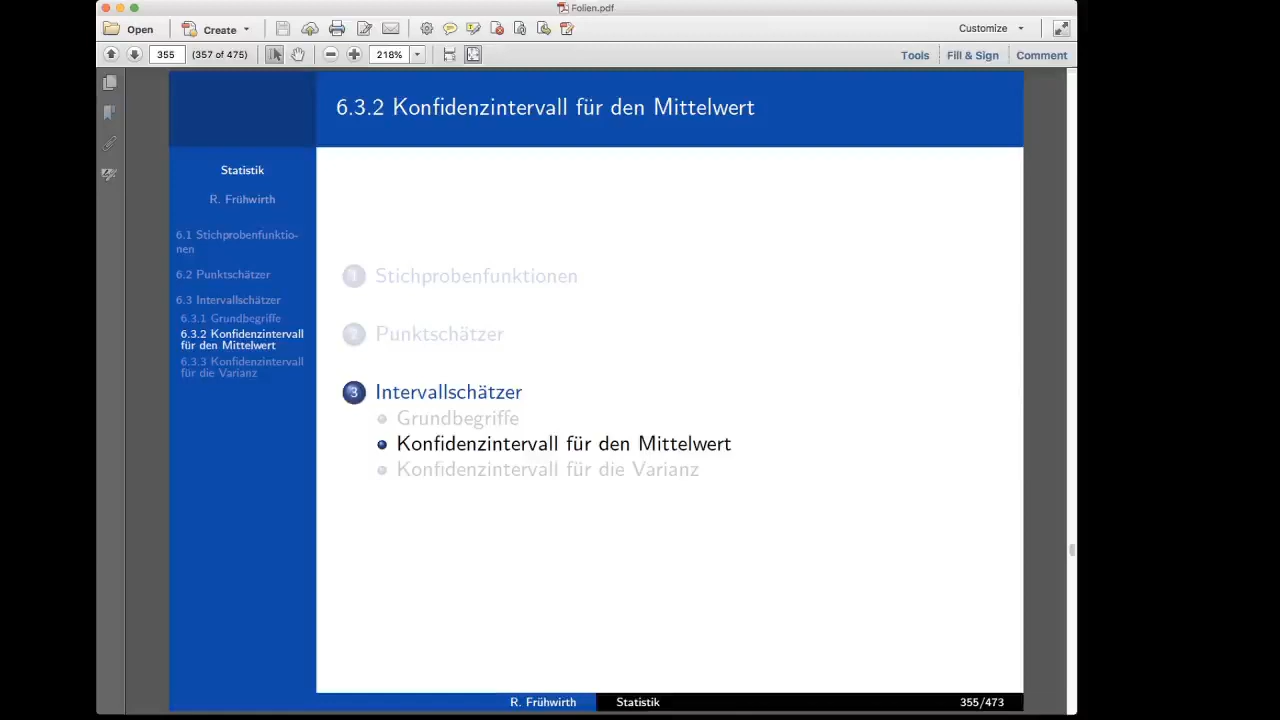 Folien.pdf
Open
Create
Customize
355
(357 of 475)
218%
Tools
Fill & Sign
Comment
6.3.2 Konfidenzintervall für den Mittelwert
Statistik
R. Frühwirth
6.1 Stichprobenfunktio-
nen
6.2 Punktschätzer
6.3 Intervallschätzer
6.3.1 Grundbegriffe
6.3.2 Konfidenzintervall
für den Mittelwert
6.3.3 Konfidenzintervall
für die Varianz
1 Stichprobenfunktionen
2 Punktschätzer
3 Intervallschätzer
Grundbegriffe
Konfidenzintervall für den Mittelwert
Konfidenzintervall für die Varianz
R. Frühwirth
Statistik
355/473